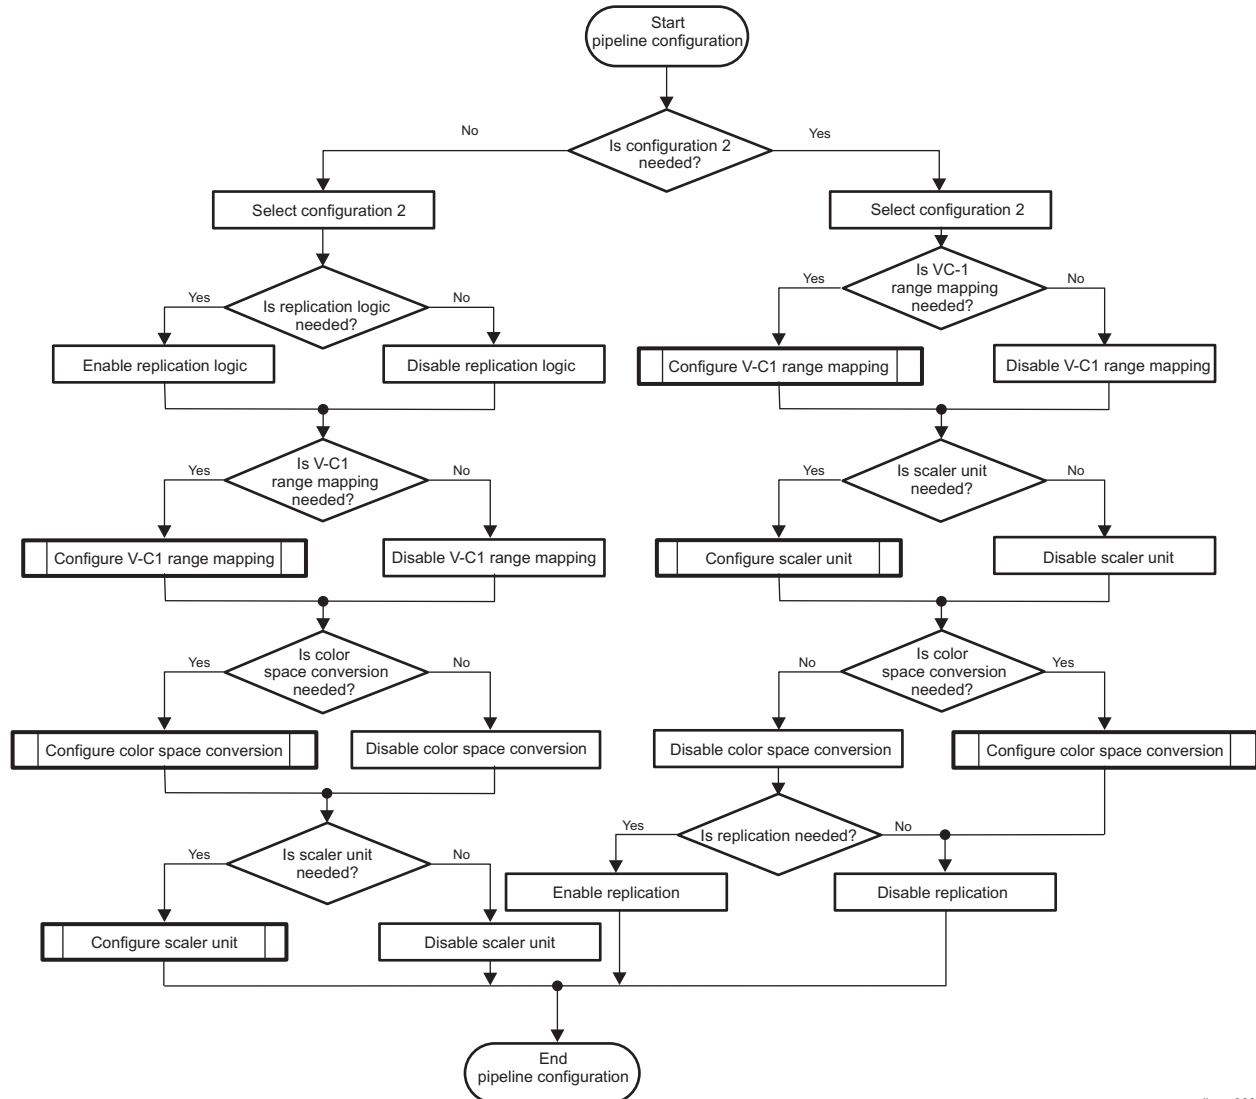 Start
pipeline configuration
No
Yes
Is configuration 2
needed?
Select configuration 2
Select configuration 2
Yes
Is replication logic
needed?
No
Yes
Is VC-1
range mapping
needed?
No
Enable replication logic
Disable replication logic
Configure V-C1 range mapping
Disable V-C1 range mapping
Yes
Is V-C1
range mapping
needed?
No
Yes
Is scaler unit
needed?
No
Configure V-C1 range mapping
Disable V-C1 range mapping
Configure scaler unit
Disable scaler unit
Yes
Is color
space conversion
needed?
No
No
Is color
space conversion
needed?
Yes
Configure color space conversion
Disable color space conversion
Disable color space conversion
Configure color space conversion
Yes
Is replication needed?
No
Yes
Is scaler unit
needed?
No
Enable replication
Disable replication
Configure scaler unit
Disable scaler unit
End
pipeline configuration